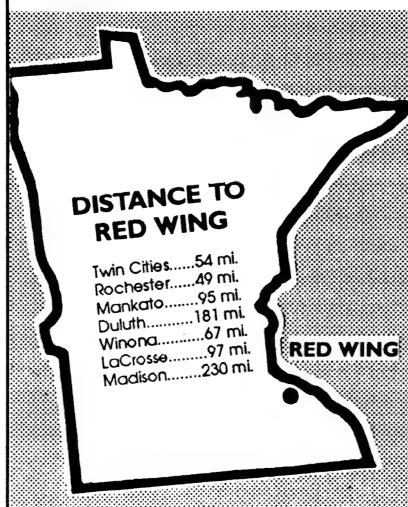 DISTANCE TO
RED WING
Twin Cities......54 mi.
Rochester......49 mi.
Mankato........95 mi.
Duluth...........181 mi.
Winona...........67 mi.
LaCrosse.........97 mi.
Madison........230 mi.
RED WING